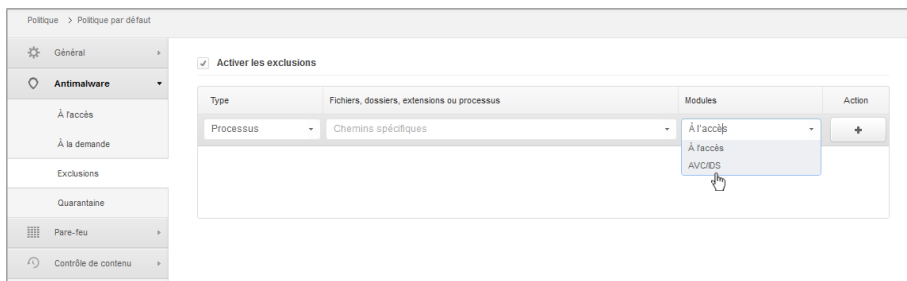 Politique > Politique par défaut
Général
Activer les exclusions
Antimalware
Type Fichiers, dossiers, extensions ou processus Modules Action
À l'accès
Processus Chemins spécifiques À l'accès +
À la demande
À l'accès
AVC/IDS
Exclusions
Quarantaine
Pare-feu
Contrôle de contenu